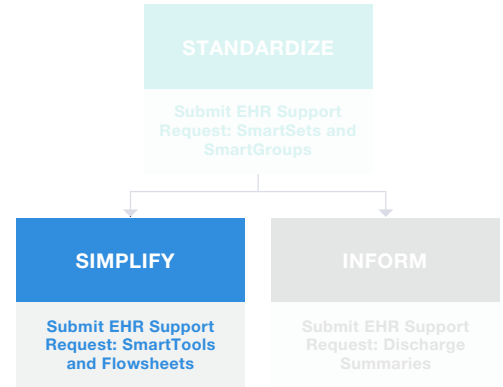 STANDARDIZE
Submit EHR Support
Request: SmartSets and
SmartGroups
SIMPLIFY
Submit EHR Support
Request: SmartTools
and Flowsheets
INFORM
Submit EHR Support
Request: Discharge
Summaries